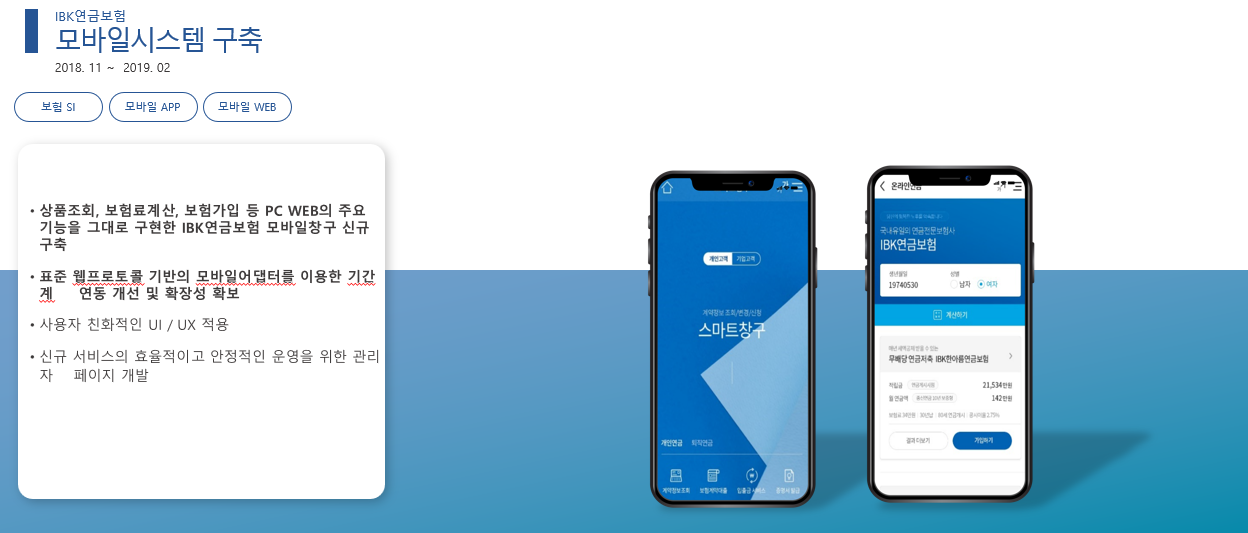 IBK연금보험
모바일시스템 구축
2018. 11 ~ 2019. 02
보험 SI
모바일 APP
모바일 WEB
• 상품조회, 보험료계산, 보험가입 등 PC WEB의 주요
기능을 그대로 구현한 IBK연금보험 모바일창구 신규
구축
• 표준 웹프로토콜 기반의 모바일어댑터를 이용한 기간
계 연동 개선 및 확장성 확보
• 사용자 친화적인 UI / UX 적용
• 신규 서비스의 효율적이고 안정적인 운영을 위한 관리
자 페이지 개발
개인고객 가입고객
계약정보 조회/변경/신청
스마트창구
개인연금 퇴직연금
계약정보조회 보험계약대출 입출금 서비스 증명서 발급
온라인연금
국내유일의 연금전문보험사
IBK연금보험
생년월일 성별
19740530 남자 여자
계산하기
무배당 연금저축 IBK한아름연금보험
적립금 21,534만원
월 연금액 142만원
결과 더보기 가입하기